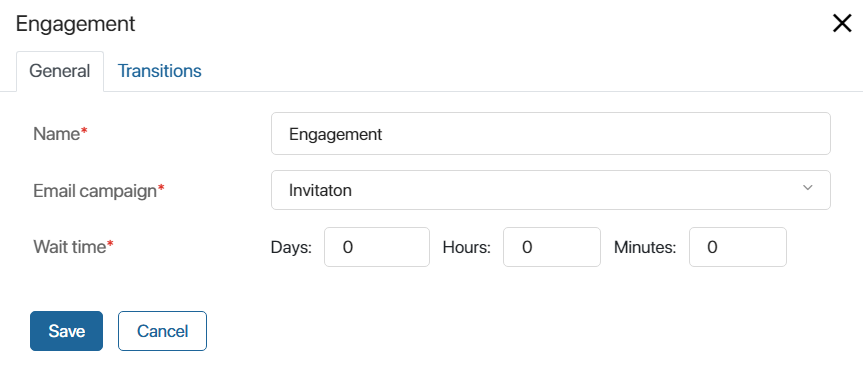 Engagement
General Transitions
Name* Engagement
Email campaign* Invitaton
Wait time* Days: 0 Hours: 0 Minutes: 0
Save Cancel